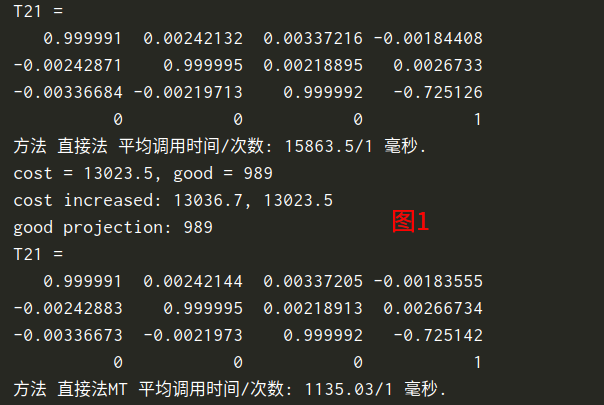 T21 =
0.999991 0.00242132 0.00337216 -0.00184408
-0.00242871 0.999995 0.00218895 0.0026733
-0.00336684 -0.00219713 0.999992 -0.725126
0 0 0 1
方法 直接法 平均调用时间/次数: 15863.5/1 毫秒.
cost = 13023.5, good = 989
cost increased: 13036.7, 13023.5
good projection: 989
图1
T21 =
0.999991 0.00242144 0.00337205 -0.00183555
-0.00242883 0.999995 0.00218913 0.00266734
-0.00336673 -0.0021973 0.999992 -0.725142
0 0 0 1
方法 直接法MT 平均调用时间/次数: 1135.03/1 毫秒.